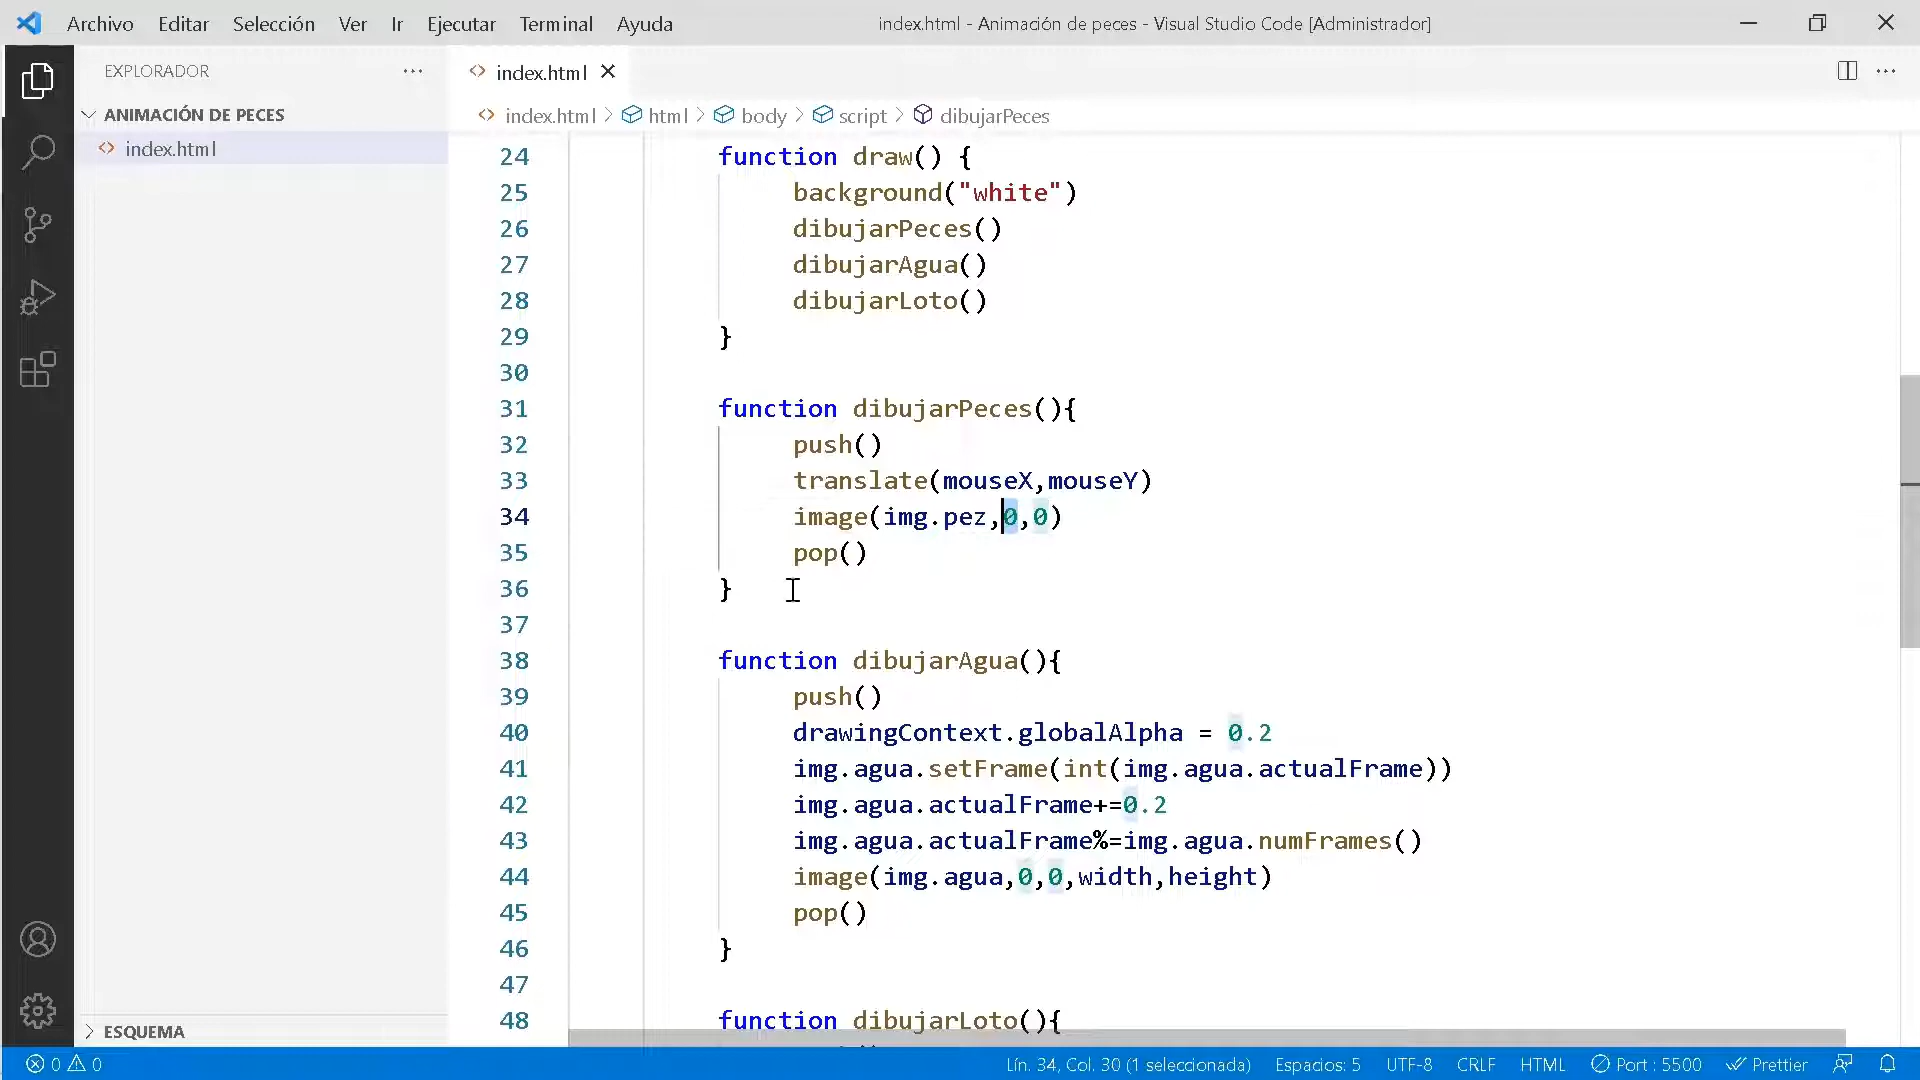 Archivo Editar Selección Ver Ir Ejecutar Terminal Ayuda index.html - Animación de peces - Visual Studio Code [Administrador]
EXPLORADOR ···
index.html
ANIMACIÓN DE PECES
index.html
index.html > html > body > script > dibujarPeces
24 function draw() {
25 background("white")
26 dibujarPeces()
27 dibujarAgua()
28 dibujarLoto()
29 }
30
31 function dibujarPeces(){
32 push()
33 translate(mouseX,mouseY)
34 image(img.pez,0,0)
35 pop()
36 }
37
38 function dibujarAgua(){
39 push()
40 drawingContext.globalAlpha = 0.2
41 img.agua.setFrame(int(img.agua.actualFrame))
42 img.agua.actualFrame+=0.2
43 img.agua.actualFrame%=img.agua.numFrames()
44 image(img.agua,0,0,width,height)
45 pop()
46 }
47
48 function dibujarLoto(){
ESQUEMA
0 0 Lín. 34, Col. 30 (1 seleccionada) Espacios: 5 UTF-8 CRLF HTML Port : 5500 Prettier